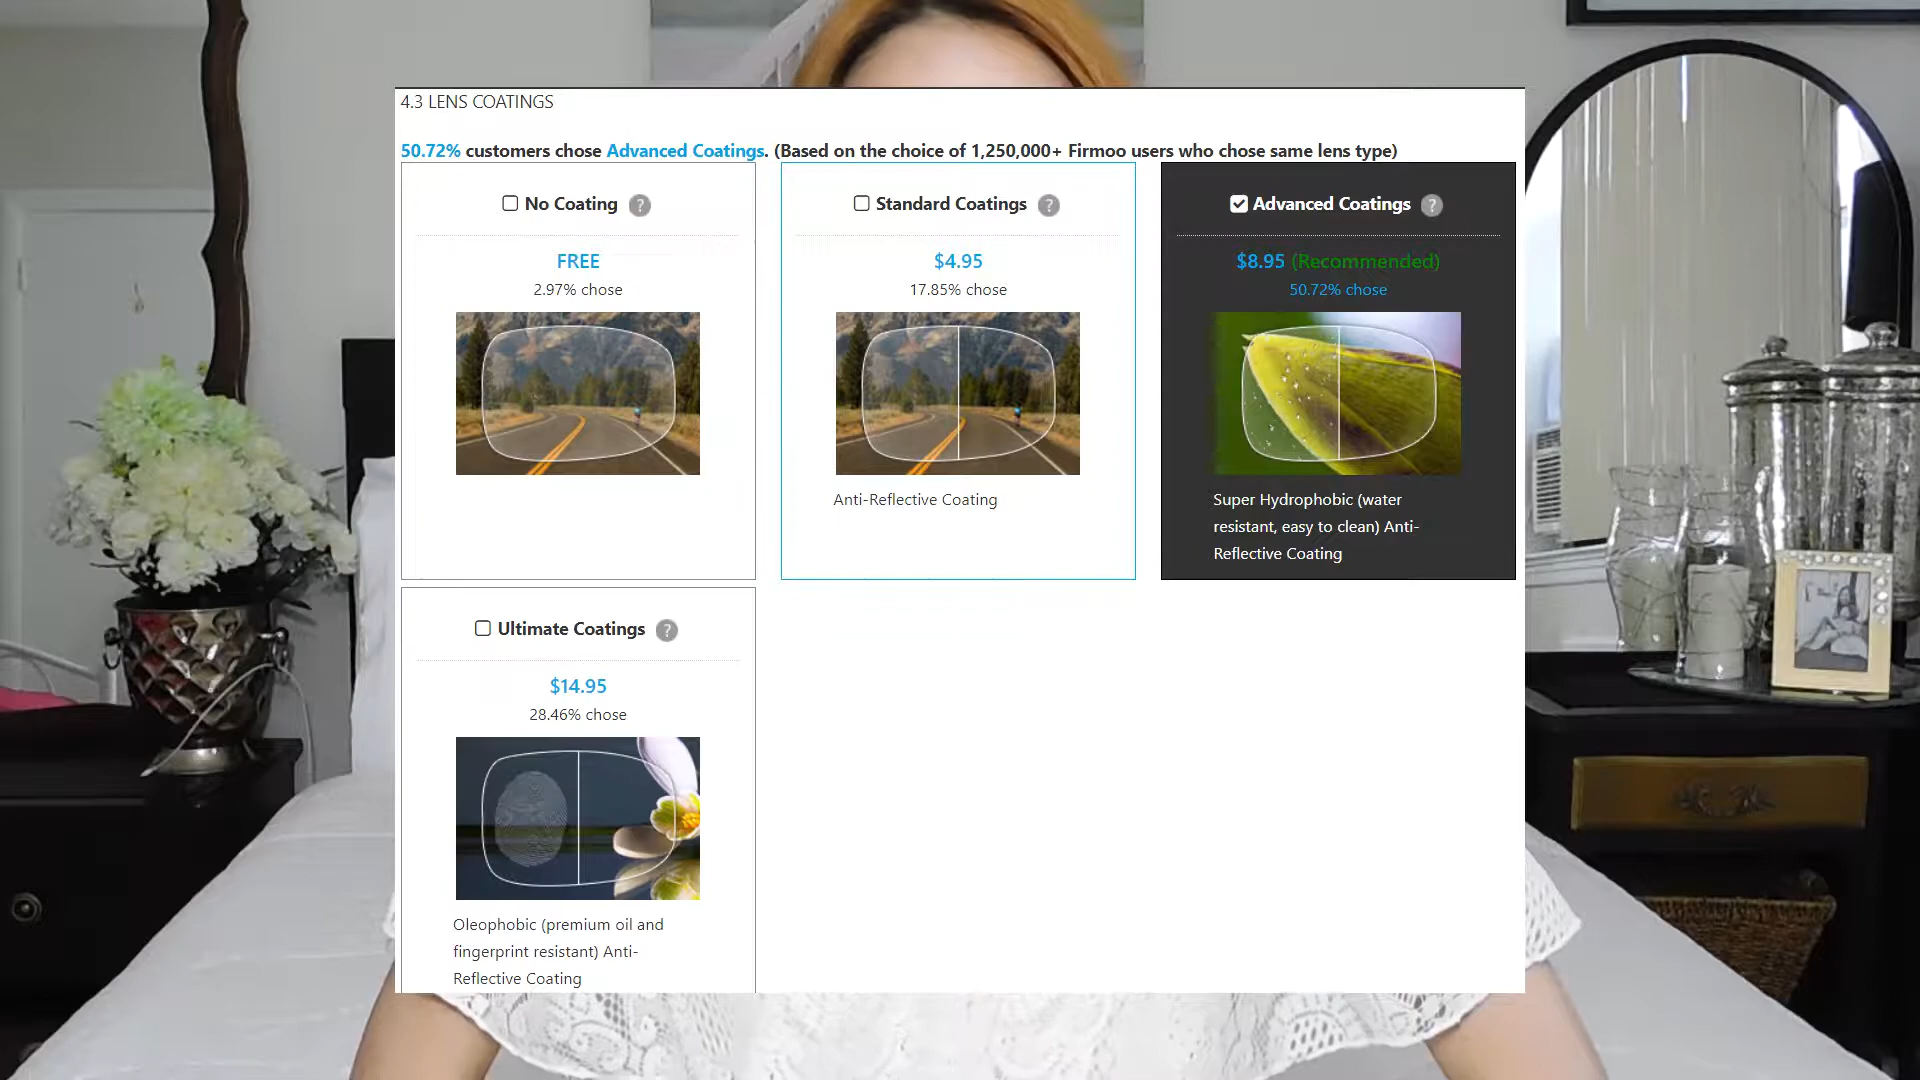 4.3 LENS COATINGS
50.72% customers chose Advanced Coatings. (Based on the choice of 1,250,000+ Firmoo users who chose same lens type)
No Coating ?
FREE
2.97% chose
Standard Coatings ?
$4.95
17.85% chose
Anti-Reflective Coating
Advanced Coatings ?
$8.95 (Recommended)
50.72% chose
Super Hydrophobic (water
resistant, easy to clean) Anti-
Reflective Coating
Ultimate Coatings ?
$14.95
28.46% chose
Oleophobic (premium oil and
fingerprint resistant) Anti-
Reflective Coating